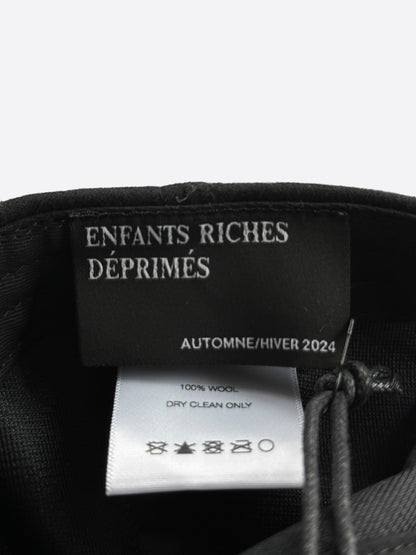 ENFANTS RICHES
DÉPRIMÉS
AUTOMNE/HIVER 2024
100% WOOL
DRY CLEAN ONLY